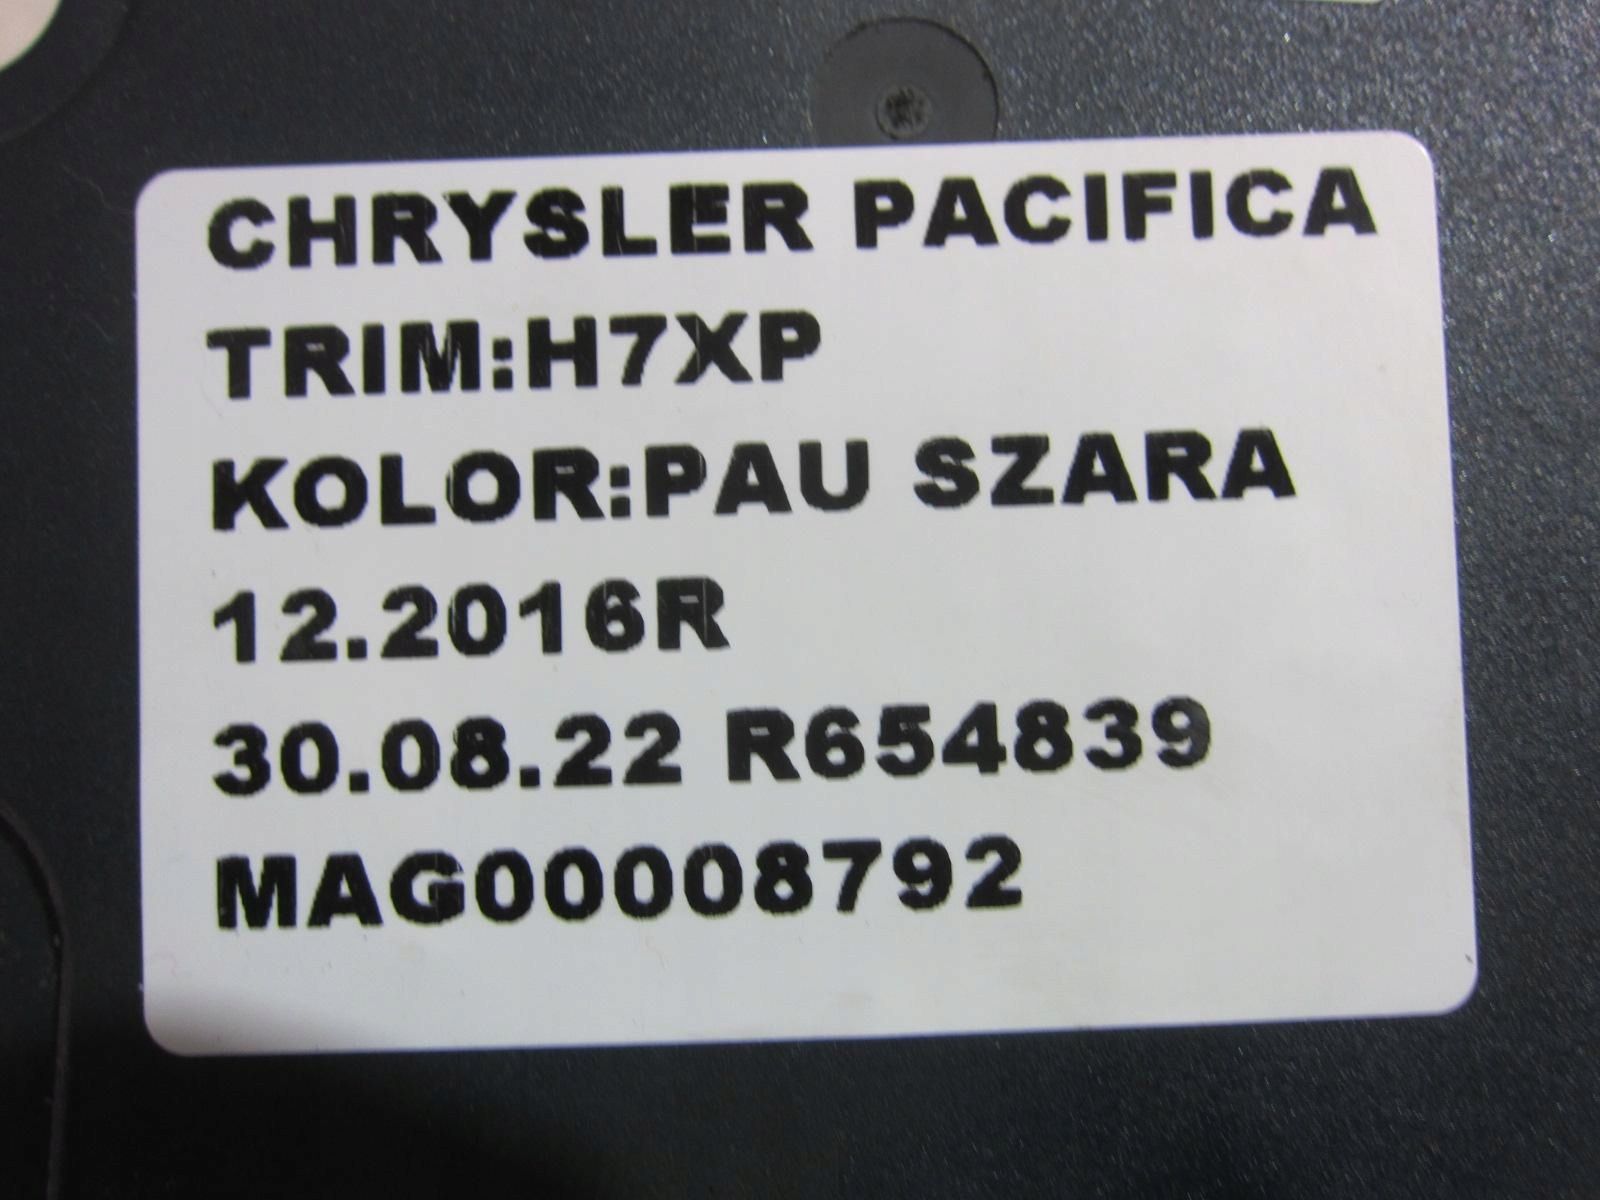 CHRYSLER PACIFICA
TRIM:H7XP
KOLOR:PAU SZARA
12.2016R
30.08.22 R654839
MAG00008792